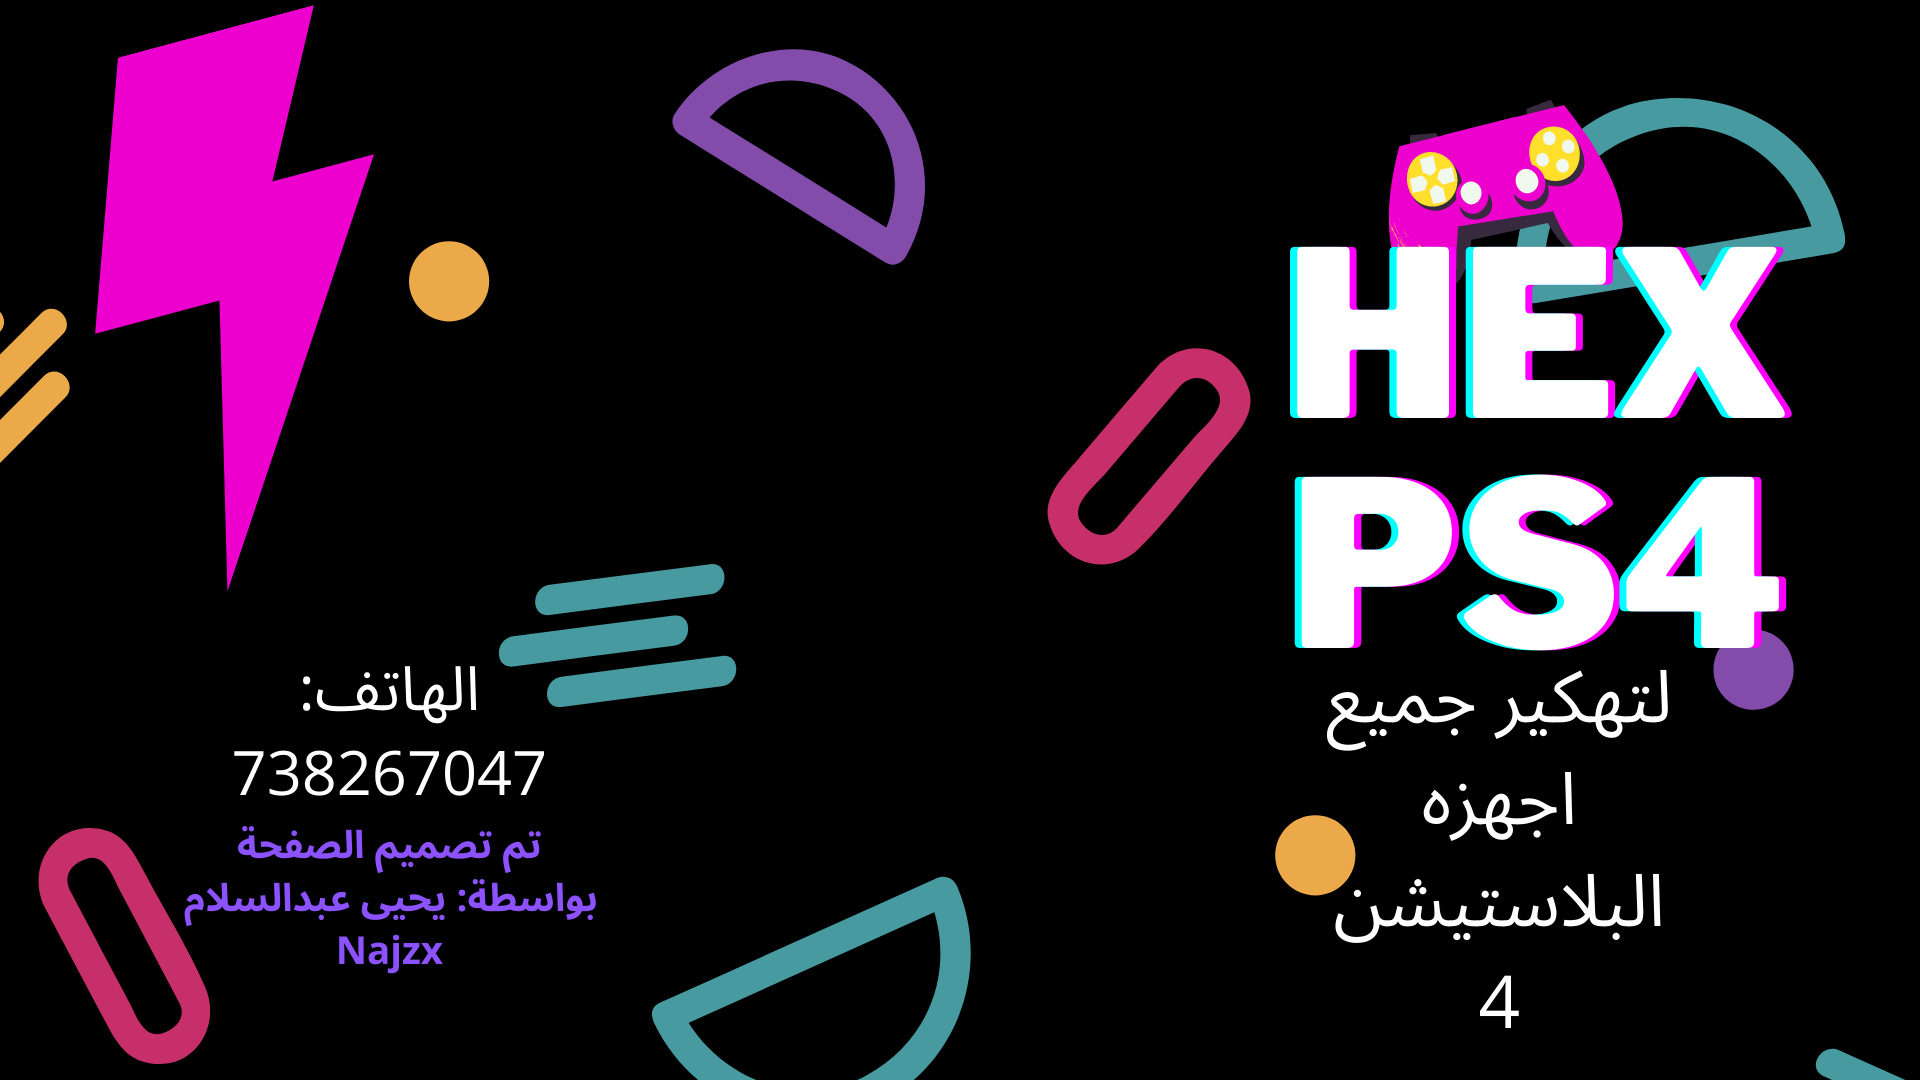 HEX
PS4
لتهكير جميع
اجهزه
البلاستيشن
4
الهاتف:
738267047
تم تصميم الصفحة
بواسطة: يحيى عبدالسلام
Najzx